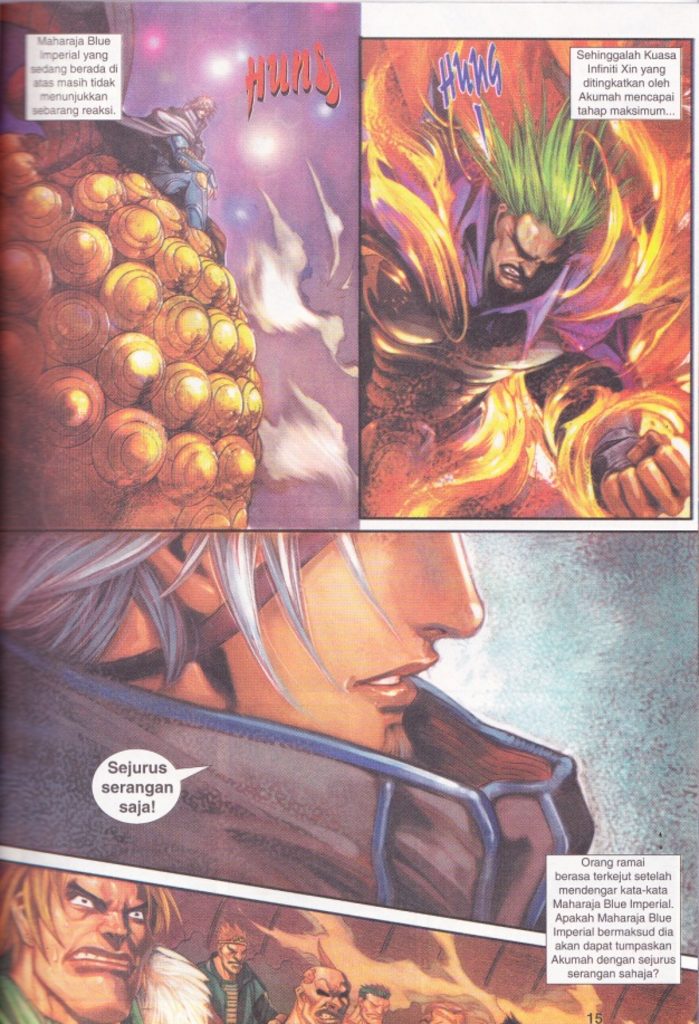 Maharaja Blue
Imperial yang
sedang berada di
atas masih tidak
menunjukkan
sebarang reaksi.
HUNG
HUNG
Sehinggalah Kuasa
Infiniti Xin yang
ditingkatkan oleh
Akumah mencapai
tahap maksimum...
Sejurus
serangan
saja!
Orang ramai
berasa terkejut setelah
mendengar kata-kata
Maharaja Blue Imperial.
Apakah Maharaja Blue
Imperial bermaksud dia
akan dapat tumpaskan
Akumah dengan sejurus
serangan sahaja?
15